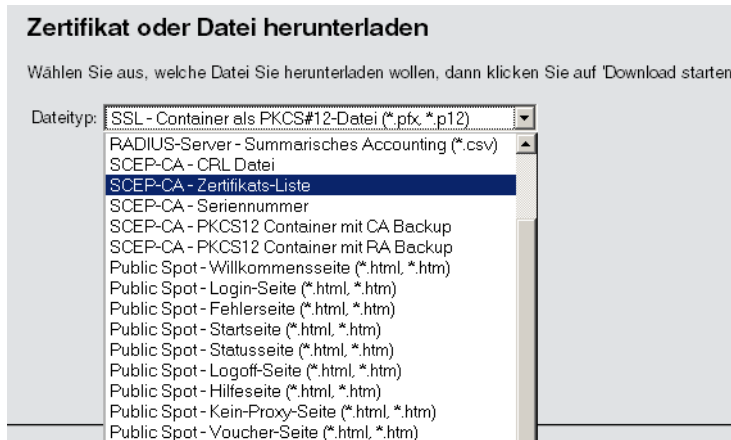 Zertifikat oder Datei herunterladen
Wählen Sie aus, welche Datei Sie herunterladen wollen, dann klicken Sie auf 'Download starten
Dateityp: SSL - Container als PKCS#12-Datei (*.pfx, *.p12)
RADIUS-Server - Summarisches Accounting (*.csv)
SCEP-CA - CRL Datei
SCEP-CA - Zertifikats-Liste
SCEP-CA - Seriennummer
SCEP-CA - PKCS12 Container mit CA Backup
SCEP-CA - PKCS12 Container mit RA Backup
Public Spot - Willkommensseite (*.html, *.htm)
Public Spot - Login-Seite (*.html, *.htm)
Public Spot - Fehlerseite (*.html, *.htm)
Public Spot - Startseite (*.html, *.htm)
Public Spot - Statusseite (*.html, *.htm)
Public Spot - Logoff-Seite (*.html, *.htm)
Public Spot - Hilfeseite (*.html, *.htm)
Public Spot - Kein-Proxy-Seite (*.html, *.htm)
Public Spot - Voucher-Seite (*.html, *.htm)